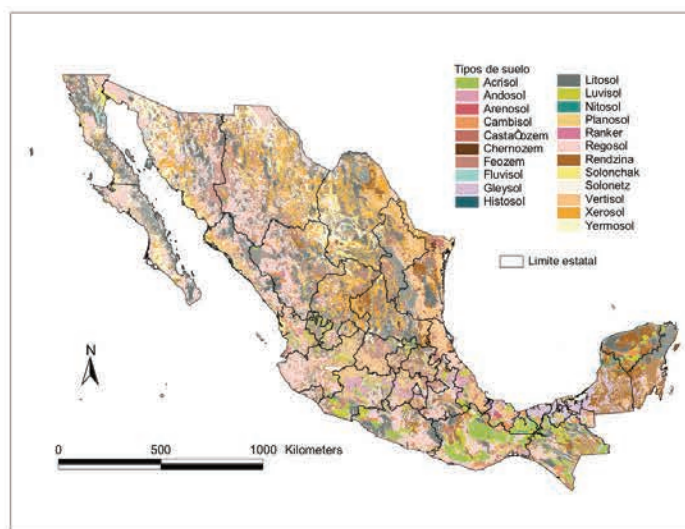 Tipos de suelo
Acrisol
Andosol
Arenosol
Cambisol
CastaÔozem
Chernozem
Feozem
Fluvisol
Gleysol
Histosol
Litosol
Luvisol
Nitosol
Planosol
Ranker
Regosol
Rendzina
Solonchak
Solonetz
Vertisol
Xerosol
Yermosol
Limite estatal
N
0 500 1000 Kilometers